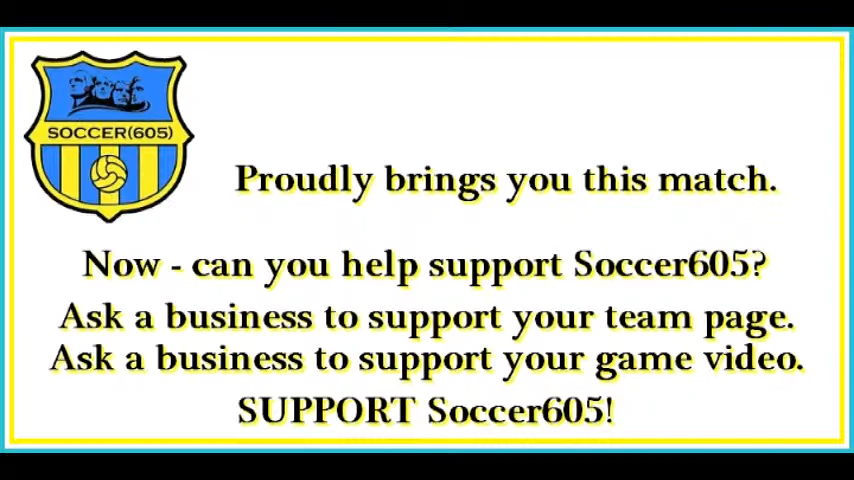 SOCCER(605)
Proudly brings you this match.
Now - can you help support Soccer605?
Ask a business to support your team page.
Ask a business to support your game video.
SUPPORT Soccer605!